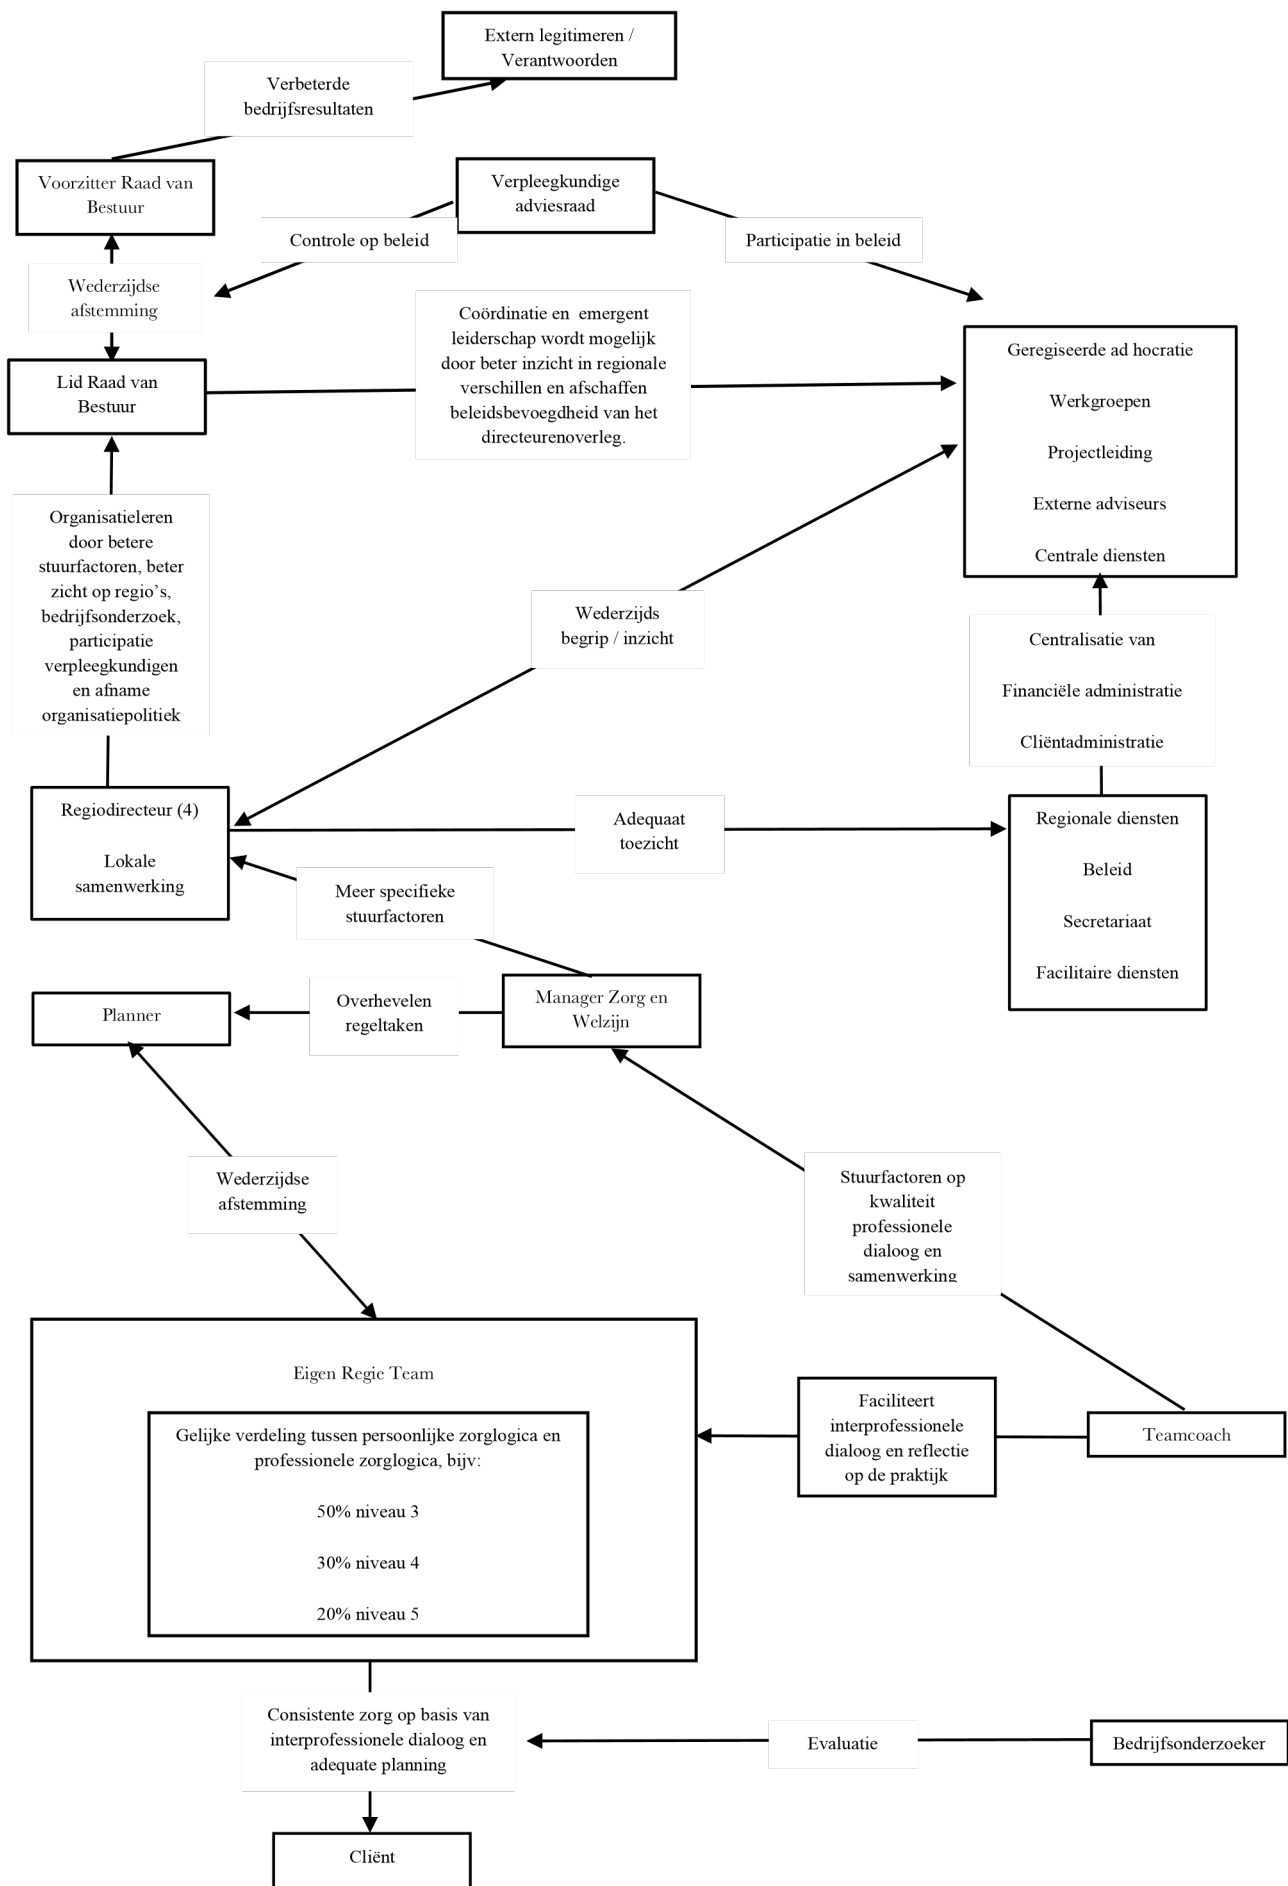 Extern legitimeren /
Verantwoorden
Verbeterde
bedrijfsresultaten
Voorzitter Raad van
Bestuur
Verpleegkundige
adviesraad
Controle op beleid
Participatie in beleid
Wederzijdse
afstemming
Coördinatie en emergent
leiderschap wordt mogelijk
door beter inzicht in regionale
verschillen en afschaffen
beleidsbevoegdheid van het
directeurenoverleg.
Geregiseerde ad hocratie
Werkgroepen
Projectleiding
Externe adviseurs
Centrale diensten
Lid Raad van
Bestuur
Organisatieleren
door betere
stuurfactoren, beter
zicht op regio's,
bedrijfsonderzoek,
participatie
verpleegkundigen
en afname
organisatiepolitiek
Wederzijds
begrip / inzicht
Centralisatie van
Financiële administratie
Cliëntadministratie
Regiodirecteur (4)
Lokale
samenwerking
Adequaat
toezicht
Regionale diensten
Beleid
Secretariaat
Facilitaire diensten
Meer specifieke
stuurfactoren
Planner
Overhevelen
regeltaken
Manager Zorg en
Welzijn
Wederzijdse
afstemming
Stuurfactoren op
kwaliteit
professionele
dialoog en
samenwerking
Eigen Regie Team
Gelijke verdeling tussen persoonlijke zorglogica en
professionele zorglogica, bijv:
50% niveau 3
30% niveau 4
20% niveau 5
Faciliteert
interprofessionele
dialoog en reflectie
op de praktijk
Teamcoach
Consistente zorg op basis van
interprofessionele dialoog en
adequate planning
Evaluatie
Bedrijfsonderzoeker
Cliënt